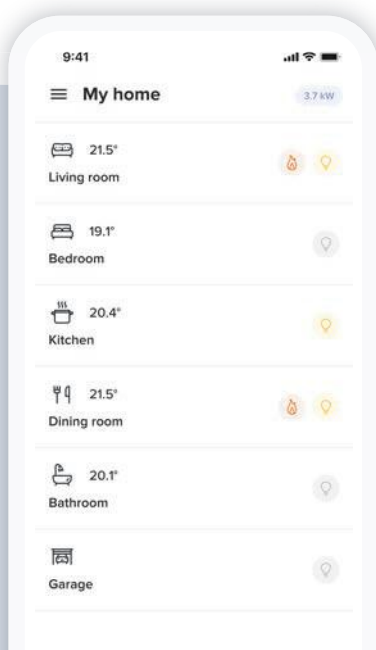 9:41
My home
3.7 kW
21.5°
Living room
19.1°
Bedroom
20.4°
Kitchen
21.5°
Dining room
20.1°
Bathroom
Garage